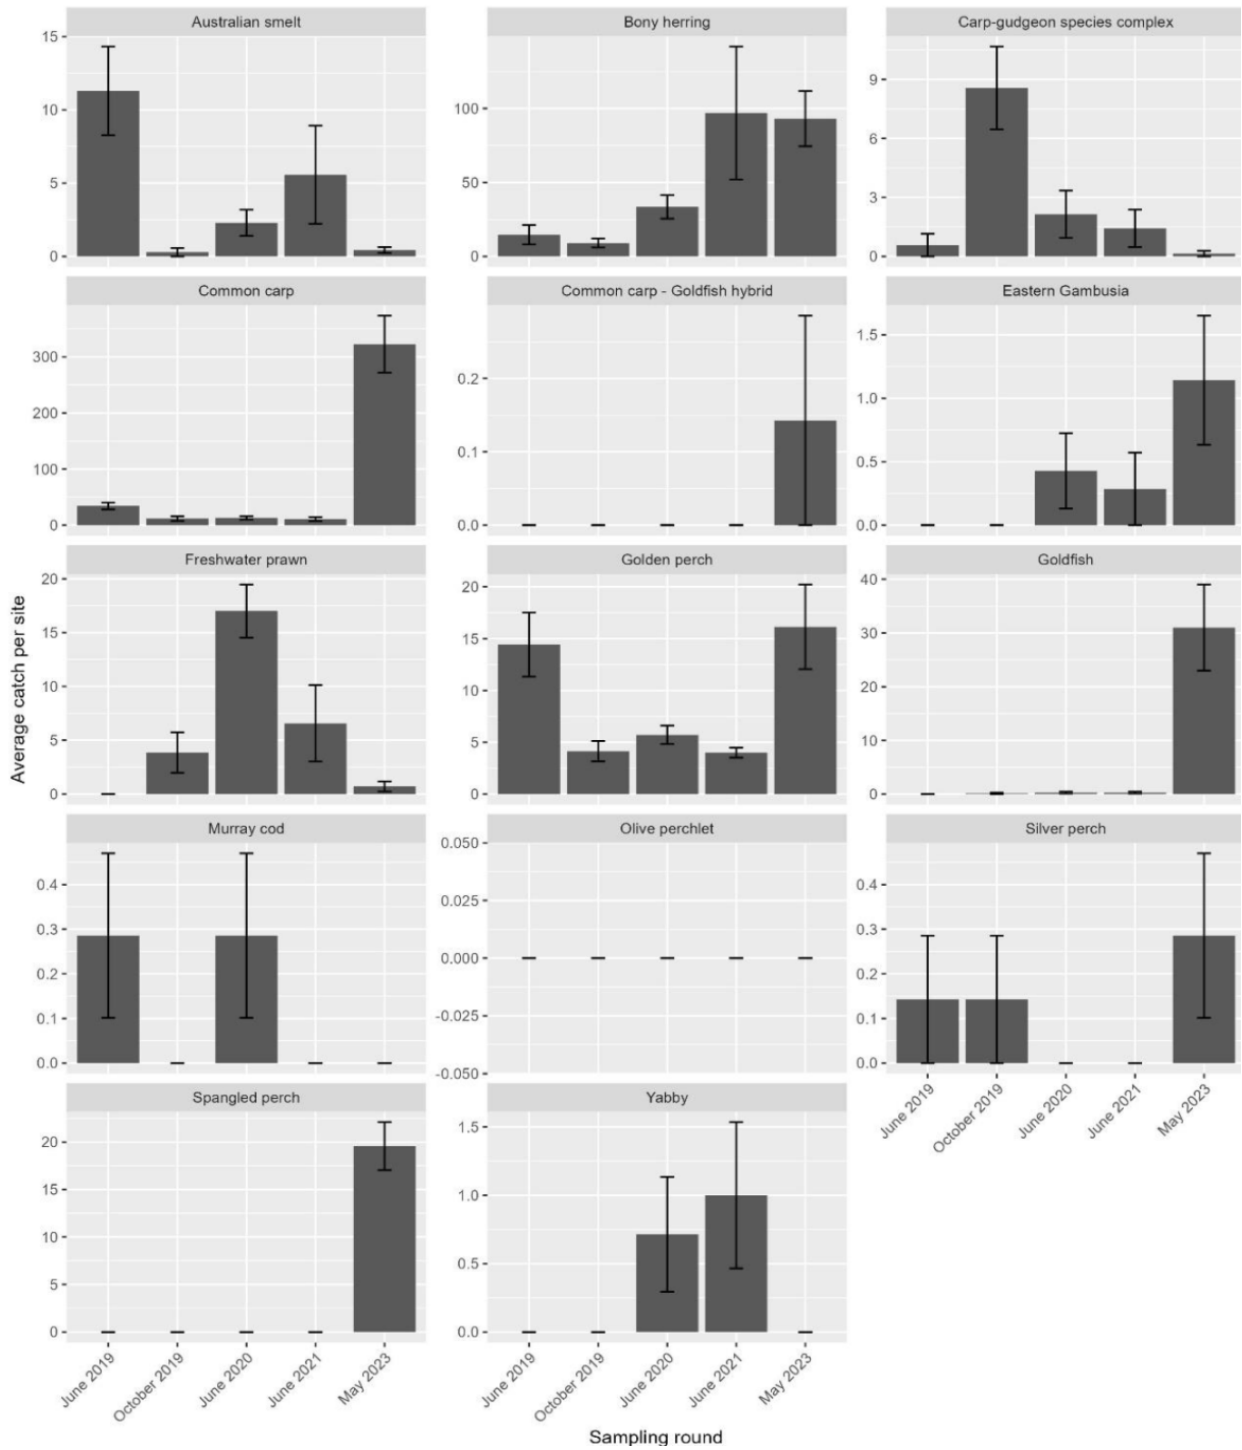 Australian smelt
Bony herring
Carp-gudgeon species complex
15
10
5
0
100
50
0
9
6
3
0
Common carp
Common carp - Goldfish hybrid
Eastern Gambusia
300
200
100
0
0.2
0.1
0.0
1.5
1.0
0.5
0.0
Freshwater prawn
Golden perch
Goldfish
20
15
10
5
0
20
15
10
5
0
40
30
20
10
0
Average catch per site
Murray cod
Olive perchlet
Silver perch
0.4
0.3
0.2
0.1
0.0
0.050
0.025
0.000
-0.025
-0.050
0.4
0.3
0.2
0.1
0.0
June 2019
October 2019
June 2020
June 2021
May 2023
Spangled perch
Yabby
20
15
10
5
0
1.5
1.0
0.5
0.0
June 2019
October 2019
June 2020
June 2021
May 2023
June 2019
October 2019
June 2020
June 2021
May 2023
Sampling round